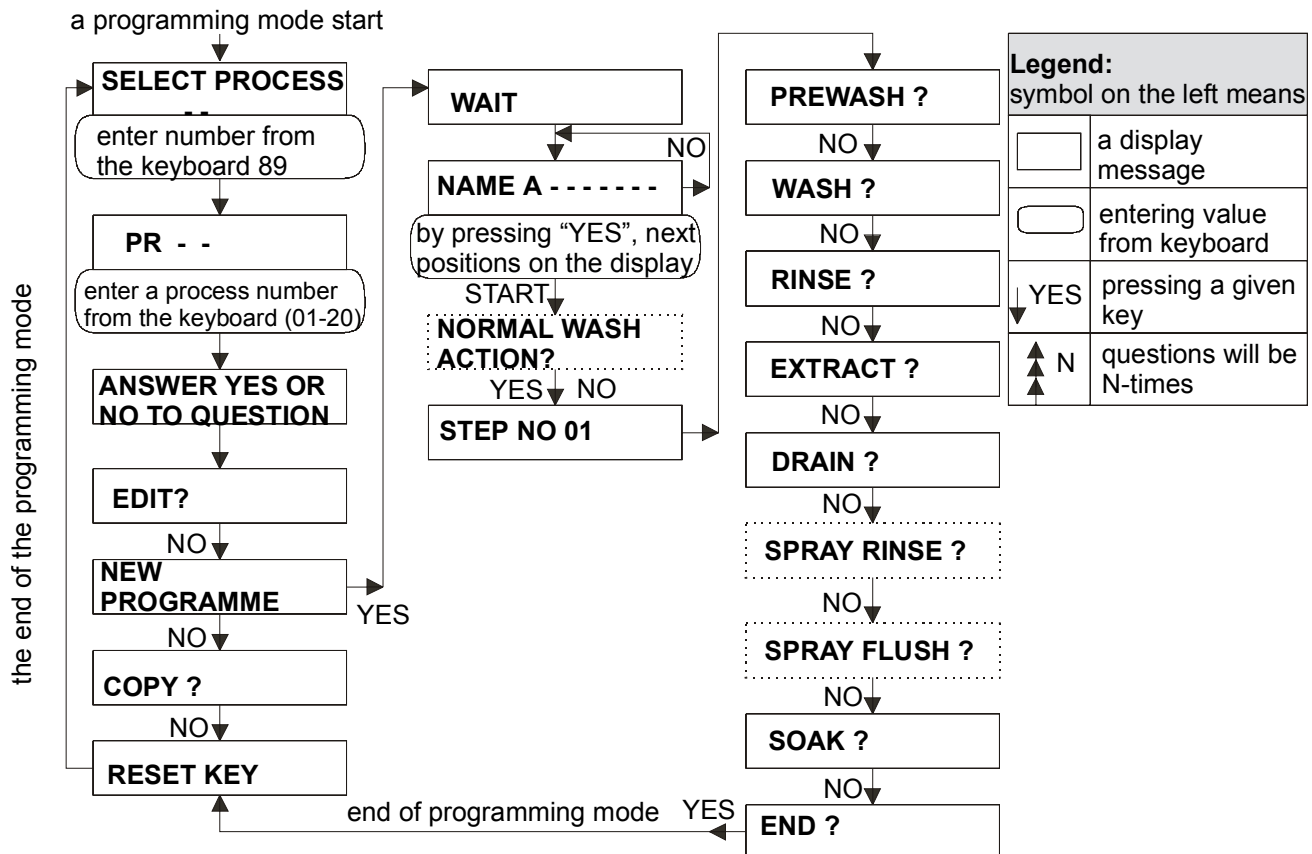 a programming mode start
SELECT PROCESS
- -
enter number from
the keyboard 89
PR - -
enter a process number
from the keyboard (01-20)
ANSWER YES OR
NO TO QUESTION
EDIT?
NO
NEW
PROGRAMME
YES
NO
COPY ?
NO
RESET KEY
the end of the programming mode
WAIT
NO
NAME A - - - - - - -
by pressing “YES”, next
positions on the display
START
NORMAL WASH
ACTION?
YES NO
STEP NO 01
PREWASH ?
NO
WASH ?
NO
RINSE ?
NO
EXTRACT ?
NO
DRAIN ?
NO
SPRAY RINSE ?
NO
SPRAY FLUSH ?
NO
SOAK ?
NO
END ?
YES
end of programming mode
Legend:
symbol on the left means
a display
message
entering value
from keyboard
YES
pressing a given
key
N
questions will be
N-times